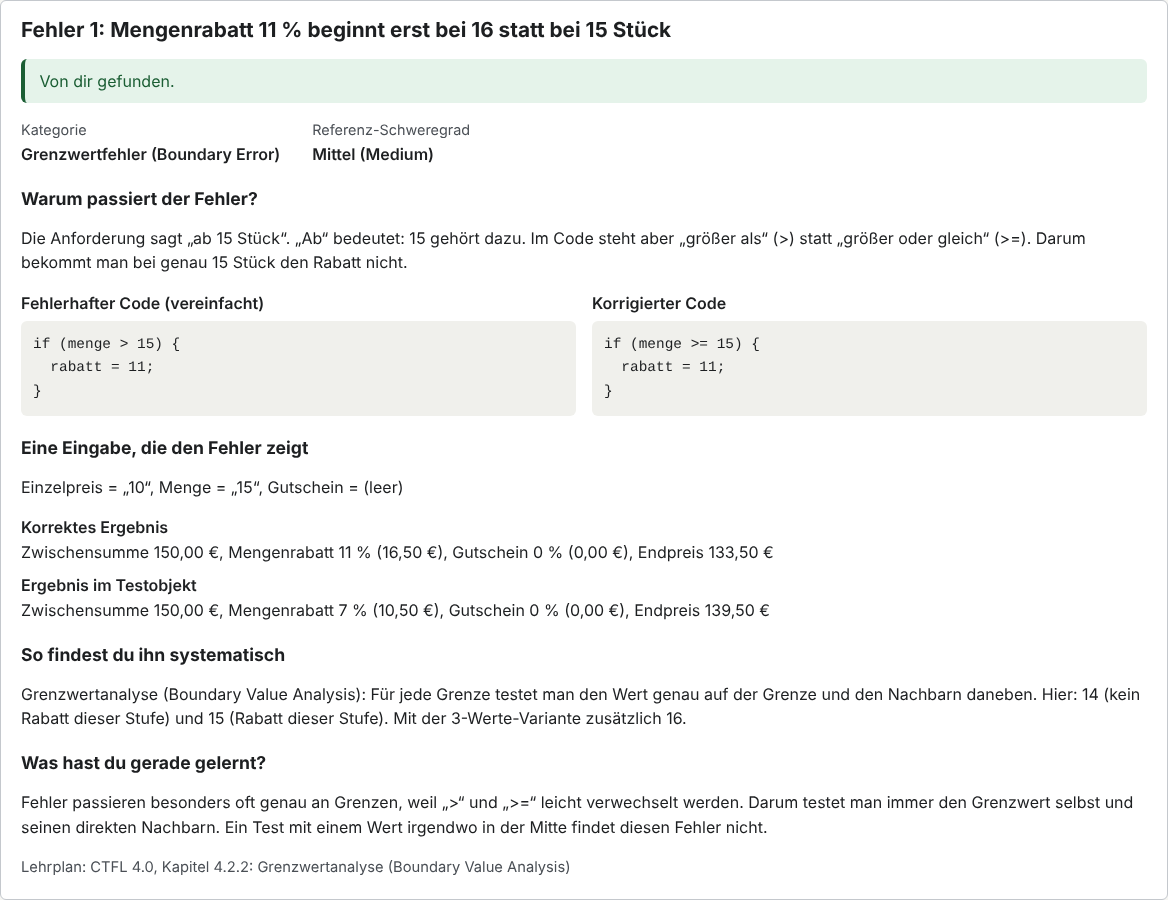 Fehler 1: Mengenrabatt 11 % beginnt erst bei 16 statt bei 15 Stück
Von dir gefunden.
Kategorie
Grenzwertfehler (Boundary Error)
Referenz-Schweregrad
Mittel (Medium)
Warum passiert der Fehler?
Die Anforderung sagt „ab 15 Stück“. „Ab“ bedeutet: 15 gehört dazu. Im Code steht aber „größer als“ (>) statt „größer oder gleich“ (>=). Darum
bekommt man bei genau 15 Stück den Rabatt nicht.
Fehlerhafter Code (vereinfacht)
if (menge > 15) {
  rabatt = 11;
}
Korrigierter Code
if (menge >= 15) {
  rabatt = 11;
}
Eine Eingabe, die den Fehler zeigt
Einzelpreis = „10“, Menge = „15“, Gutschein = (leer)
Korrektes Ergebnis
Zwischensumme 150,00 €, Mengenrabatt 11 % (16,50 €), Gutschein 0 % (0,00 €), Endpreis 133,50 €
Ergebnis im Testobjekt
Zwischensumme 150,00 €, Mengenrabatt 7 % (10,50 €), Gutschein 0 % (0,00 €), Endpreis 139,50 €
So findest du ihn systematisch
Grenzwertanalyse (Boundary Value Analysis): Für jede Grenze testet man den Wert genau auf der Grenze und den Nachbarn daneben. Hier: 14 (kein
Rabatt dieser Stufe) und 15 (Rabatt dieser Stufe). Mit der 3-Werte-Variante zusätzlich 16.
Was hast du gerade gelernt?
Fehler passieren besonders oft genau an Grenzen, weil „>“ und „>=“ leicht verwechselt werden. Darum testet man immer den Grenzwert selbst und
seinen direkten Nachbarn. Ein Test mit einem Wert irgendwo in der Mitte findet diesen Fehler nicht.
Lehrplan: CTFL 4.0, Kapitel 4.2.2: Grenzwertanalyse (Boundary Value Analysis)